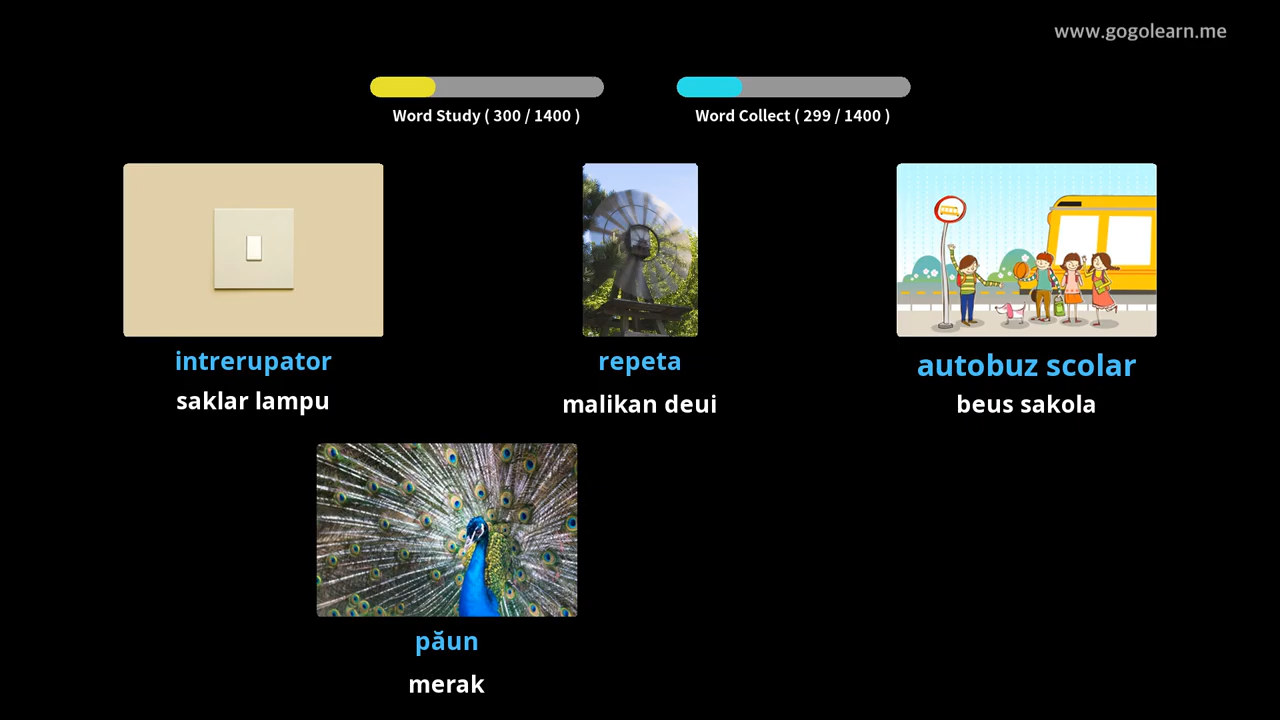 www.gogolearn.me
Word Study ( 300 / 1400 )
Word Collect ( 299 / 1400 )
intrerupator
saklar lampu
repeta
malikan deui
autobuz scolar
beus sakola
păun
merak